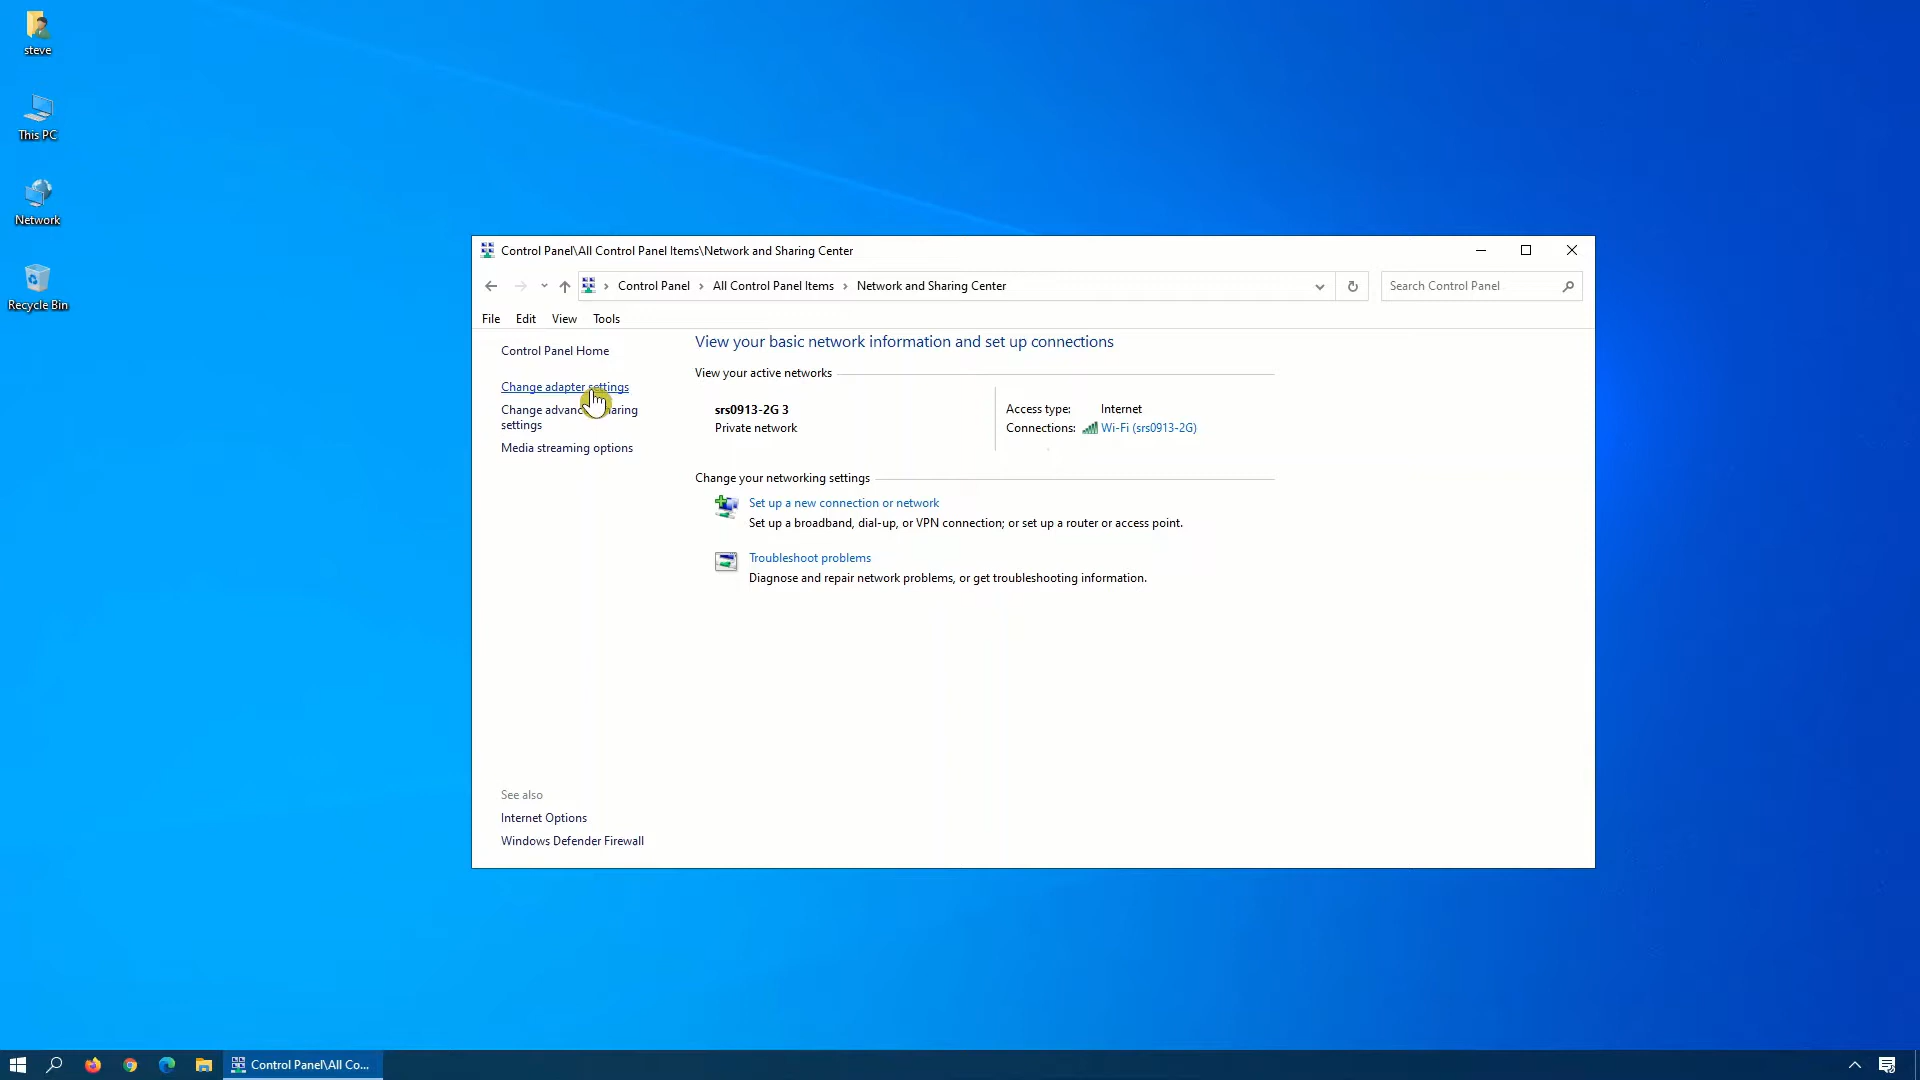 steve
This PC
Network
Recycle Bin
Control Panel\All Control Panel Items\Network and Sharing Center
Control Panel
All Control Panel Items
Network and Sharing Center
Search Control Panel
File Edit View Tools
Control Panel Home
Change adapter settings
Change advanc aring
settings
Media streaming options
View your basic network information and set up connections
View your active networks
srs0913-2G 3
Private network
Access type: Internet
Connections: Wi-Fi (srs0913-2G)
Change your networking settings
Set up a new connection or network
Set up a broadband, dial-up, or VPN connection; or set up a router or access point.
Troubleshoot problems
Diagnose and repair network problems, or get troubleshooting information.
See also
Internet Options
Windows Defender Firewall
Control Panel\All Co...